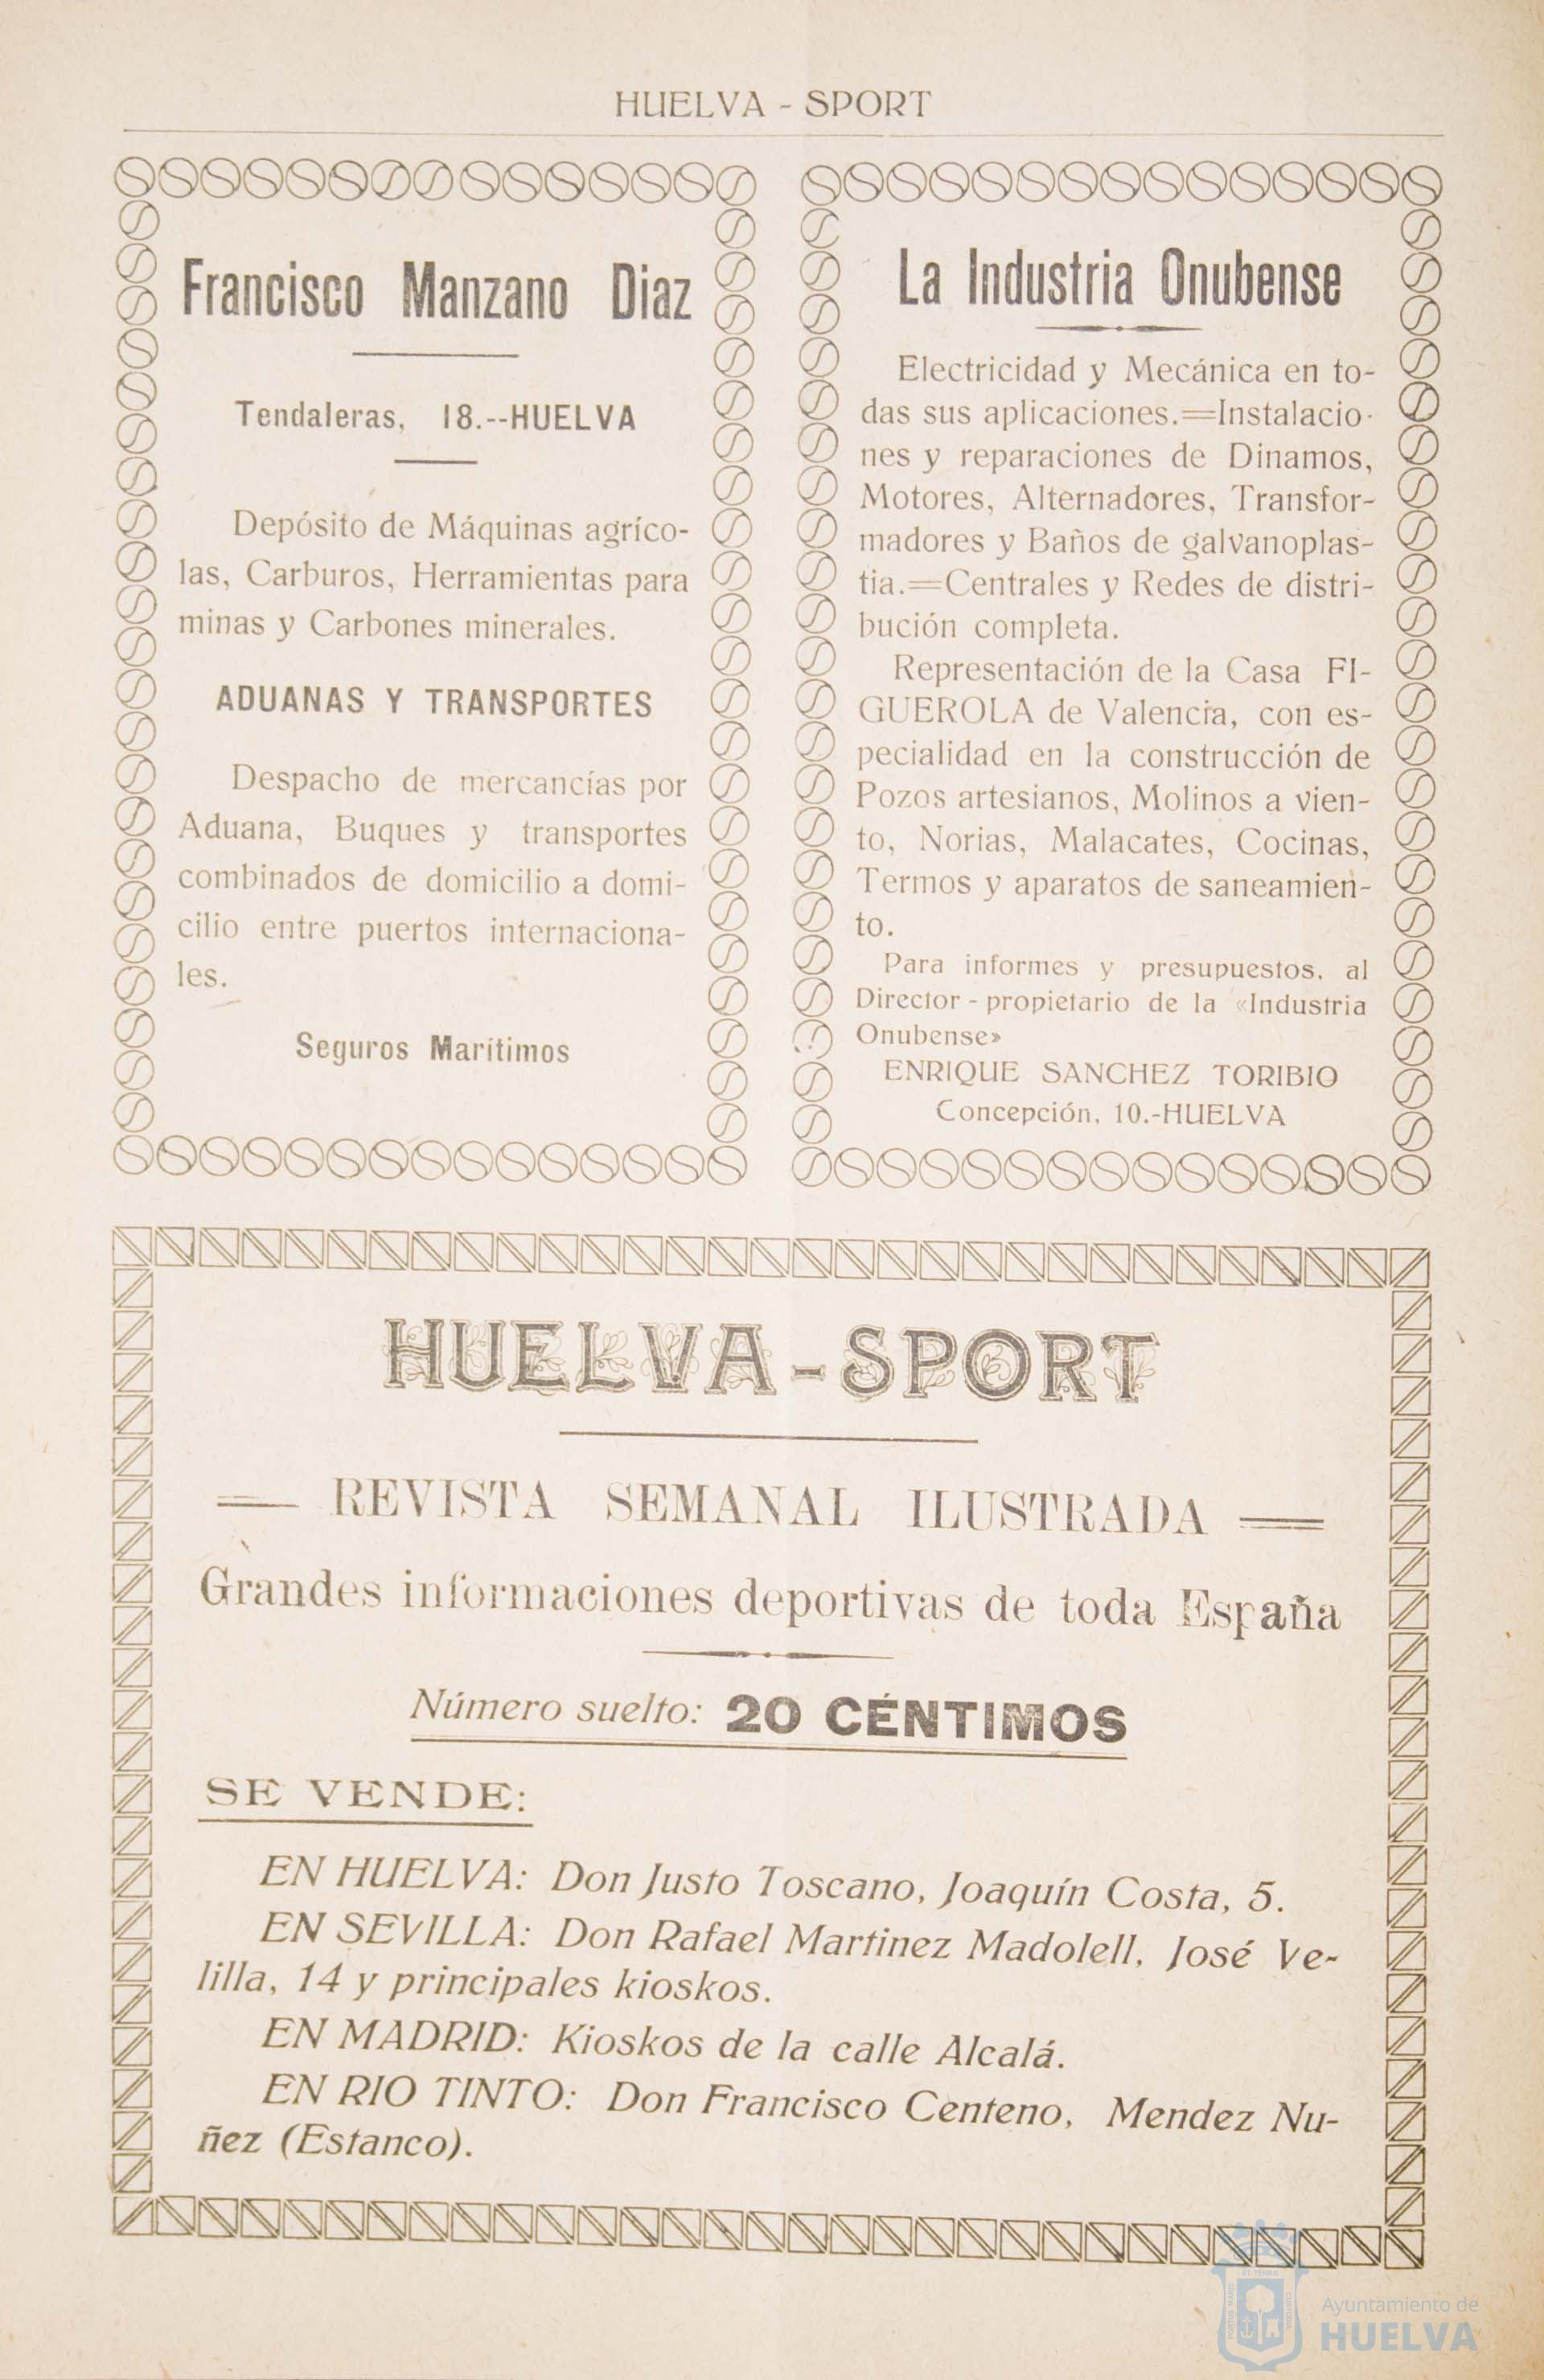 HUELVA - SPORT
Francisco Manzano Diaz
Tendaleras, 18.--HUELVA
Depósito de Máquinas agríco-
las, Carburos, Herramientas para
minas y Carbones minerales.
ADUANAS Y TRANSPORTES
Despacho de mercancías por
Aduana, Buques y transportes
combinados de domicilio a domi-
cilio entre puertos internaciona-
les.
Seguros Marítimos
La Industria Onubense
Electricidad y Mecánica en to-
das sus aplicaciones.=Instalacio-
nes y reparaciones de Dinamos,
Motores, Alternadores, Transfor-
madores y Baños de galvanoplas-
tia.=Centrales y Redes de distri-
bución completa.
Representación de la Casa FI-
GUEROLA de Valencia, con es-
pecialidad en la construcción de
Pozos artesianos, Molinos a vien-
to, Norias, Malacates, Cocinas,
Termos y aparatos de saneamien-
to.
Para informes y presupuestos, al
Director - propietario de la «Industria
Onubense»
ENRIQUE SANCHEZ TORIBIO
Concepción, 10.-HUELVA
HUELVA-SPORT
REVISTA SEMANAL ILUSTRADA
Grandes informaciones deportivas de toda España
Número suelto: 20 CÉNTIMOS
SE VENDE:
EN HUELVA: Don Justo Toscano, Joaquín Costa, 5.
EN SEVILLA: Don Rafael Martinez Madolell, José Ve-
lilla, 14 y principales kioskos.
EN MADRID: Kioskos de la calle Alcalá.
EN RIO TINTO: Don Francisco Centeno, Mendez Nu-
ñez (Estanco).
Ayuntamiento de
HUELVA